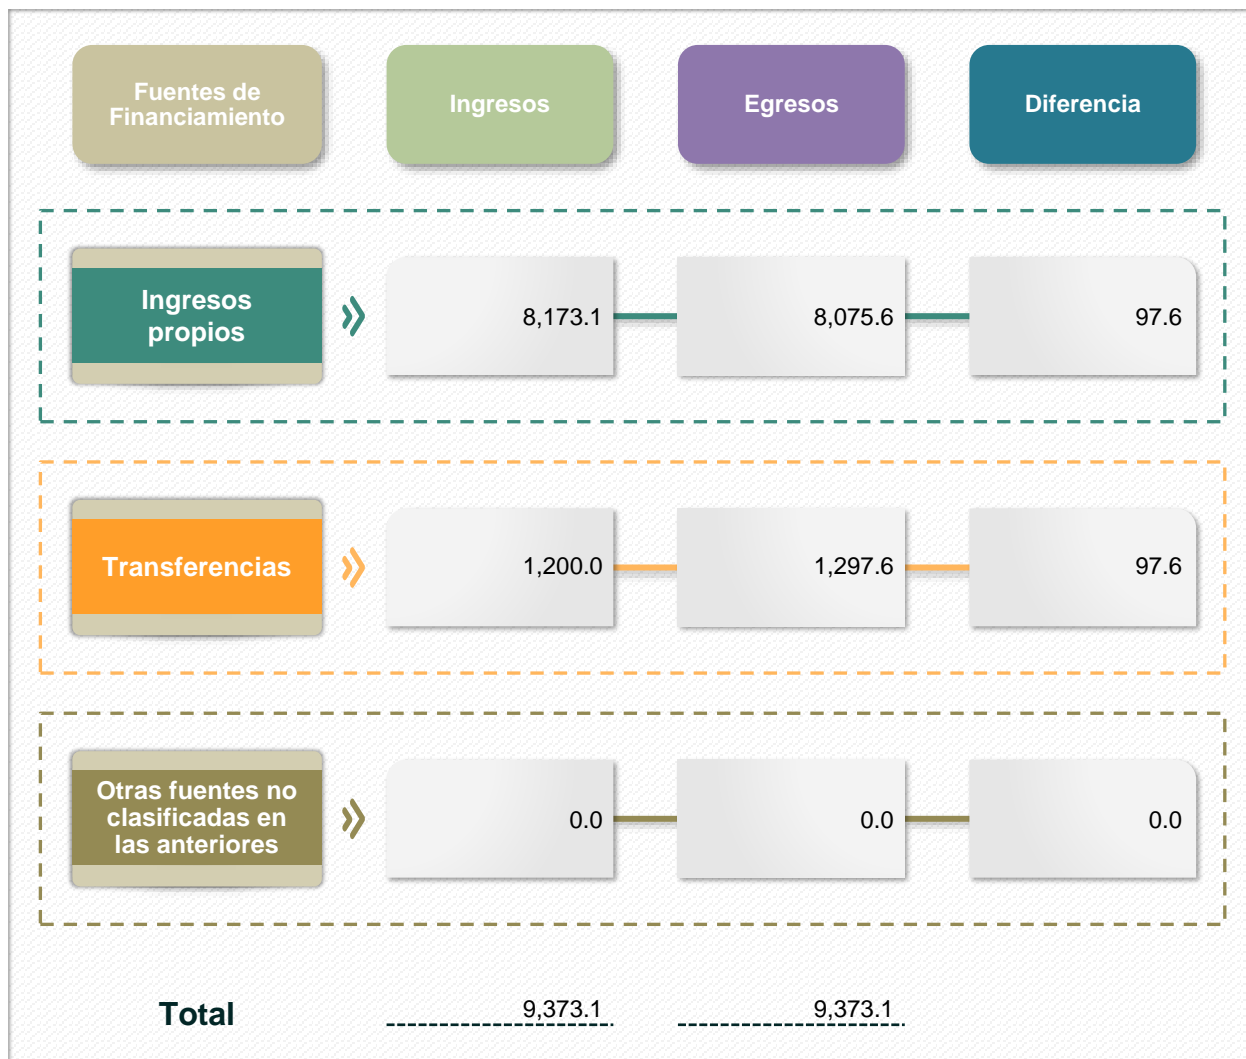 Fuentes de
Financiamiento
Ingresos
Egresos
Diferencia
Ingresos
propios
8,173.1
8,075.6
97.6
Transferencias
1,200.0
1,297.6
97.6
Otras fuentes no
clasificadas en
las anteriores
0.0
0.0
0.0
Total
9,373.1
9,373.1